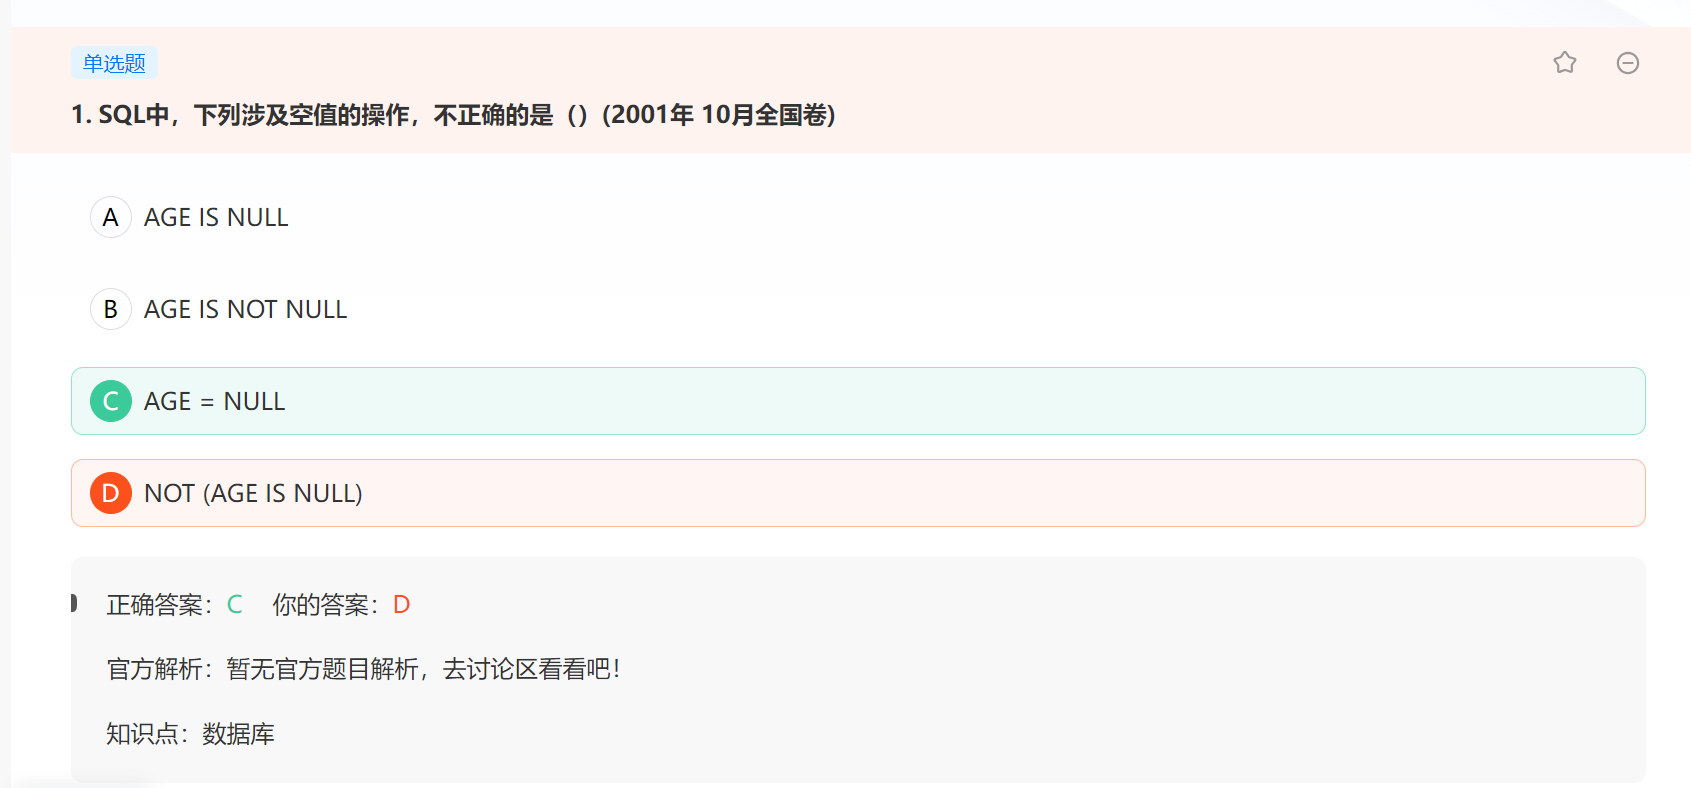 单选题
1. SQL中，下列涉及空值的操作，不正确的是（）(2001年 10月全国卷)
A AGE IS NULL
B AGE IS NOT NULL
C AGE = NULL
D NOT (AGE IS NULL)
正确答案：C 你的答案：D
官方解析：暂无官方题目解析，去讨论区看看吧！
知识点：数据库